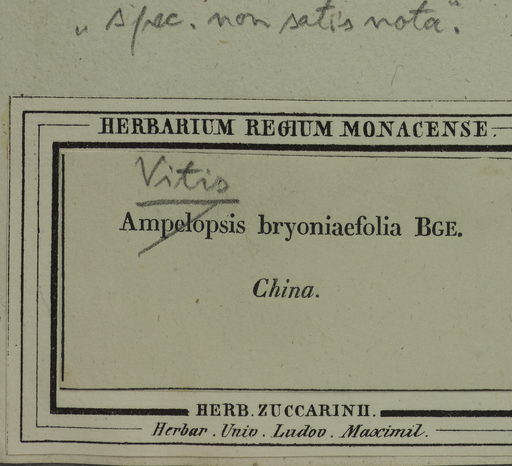 „ spec. non satis nota“.
HERBARIUM REGIUM MONACENSE.
Vitis
Ampelopsis bryoniaefolia BGE.
China.
HERB. ZUCCARINII.
Herbar. Univ. Ludov. Maximil.